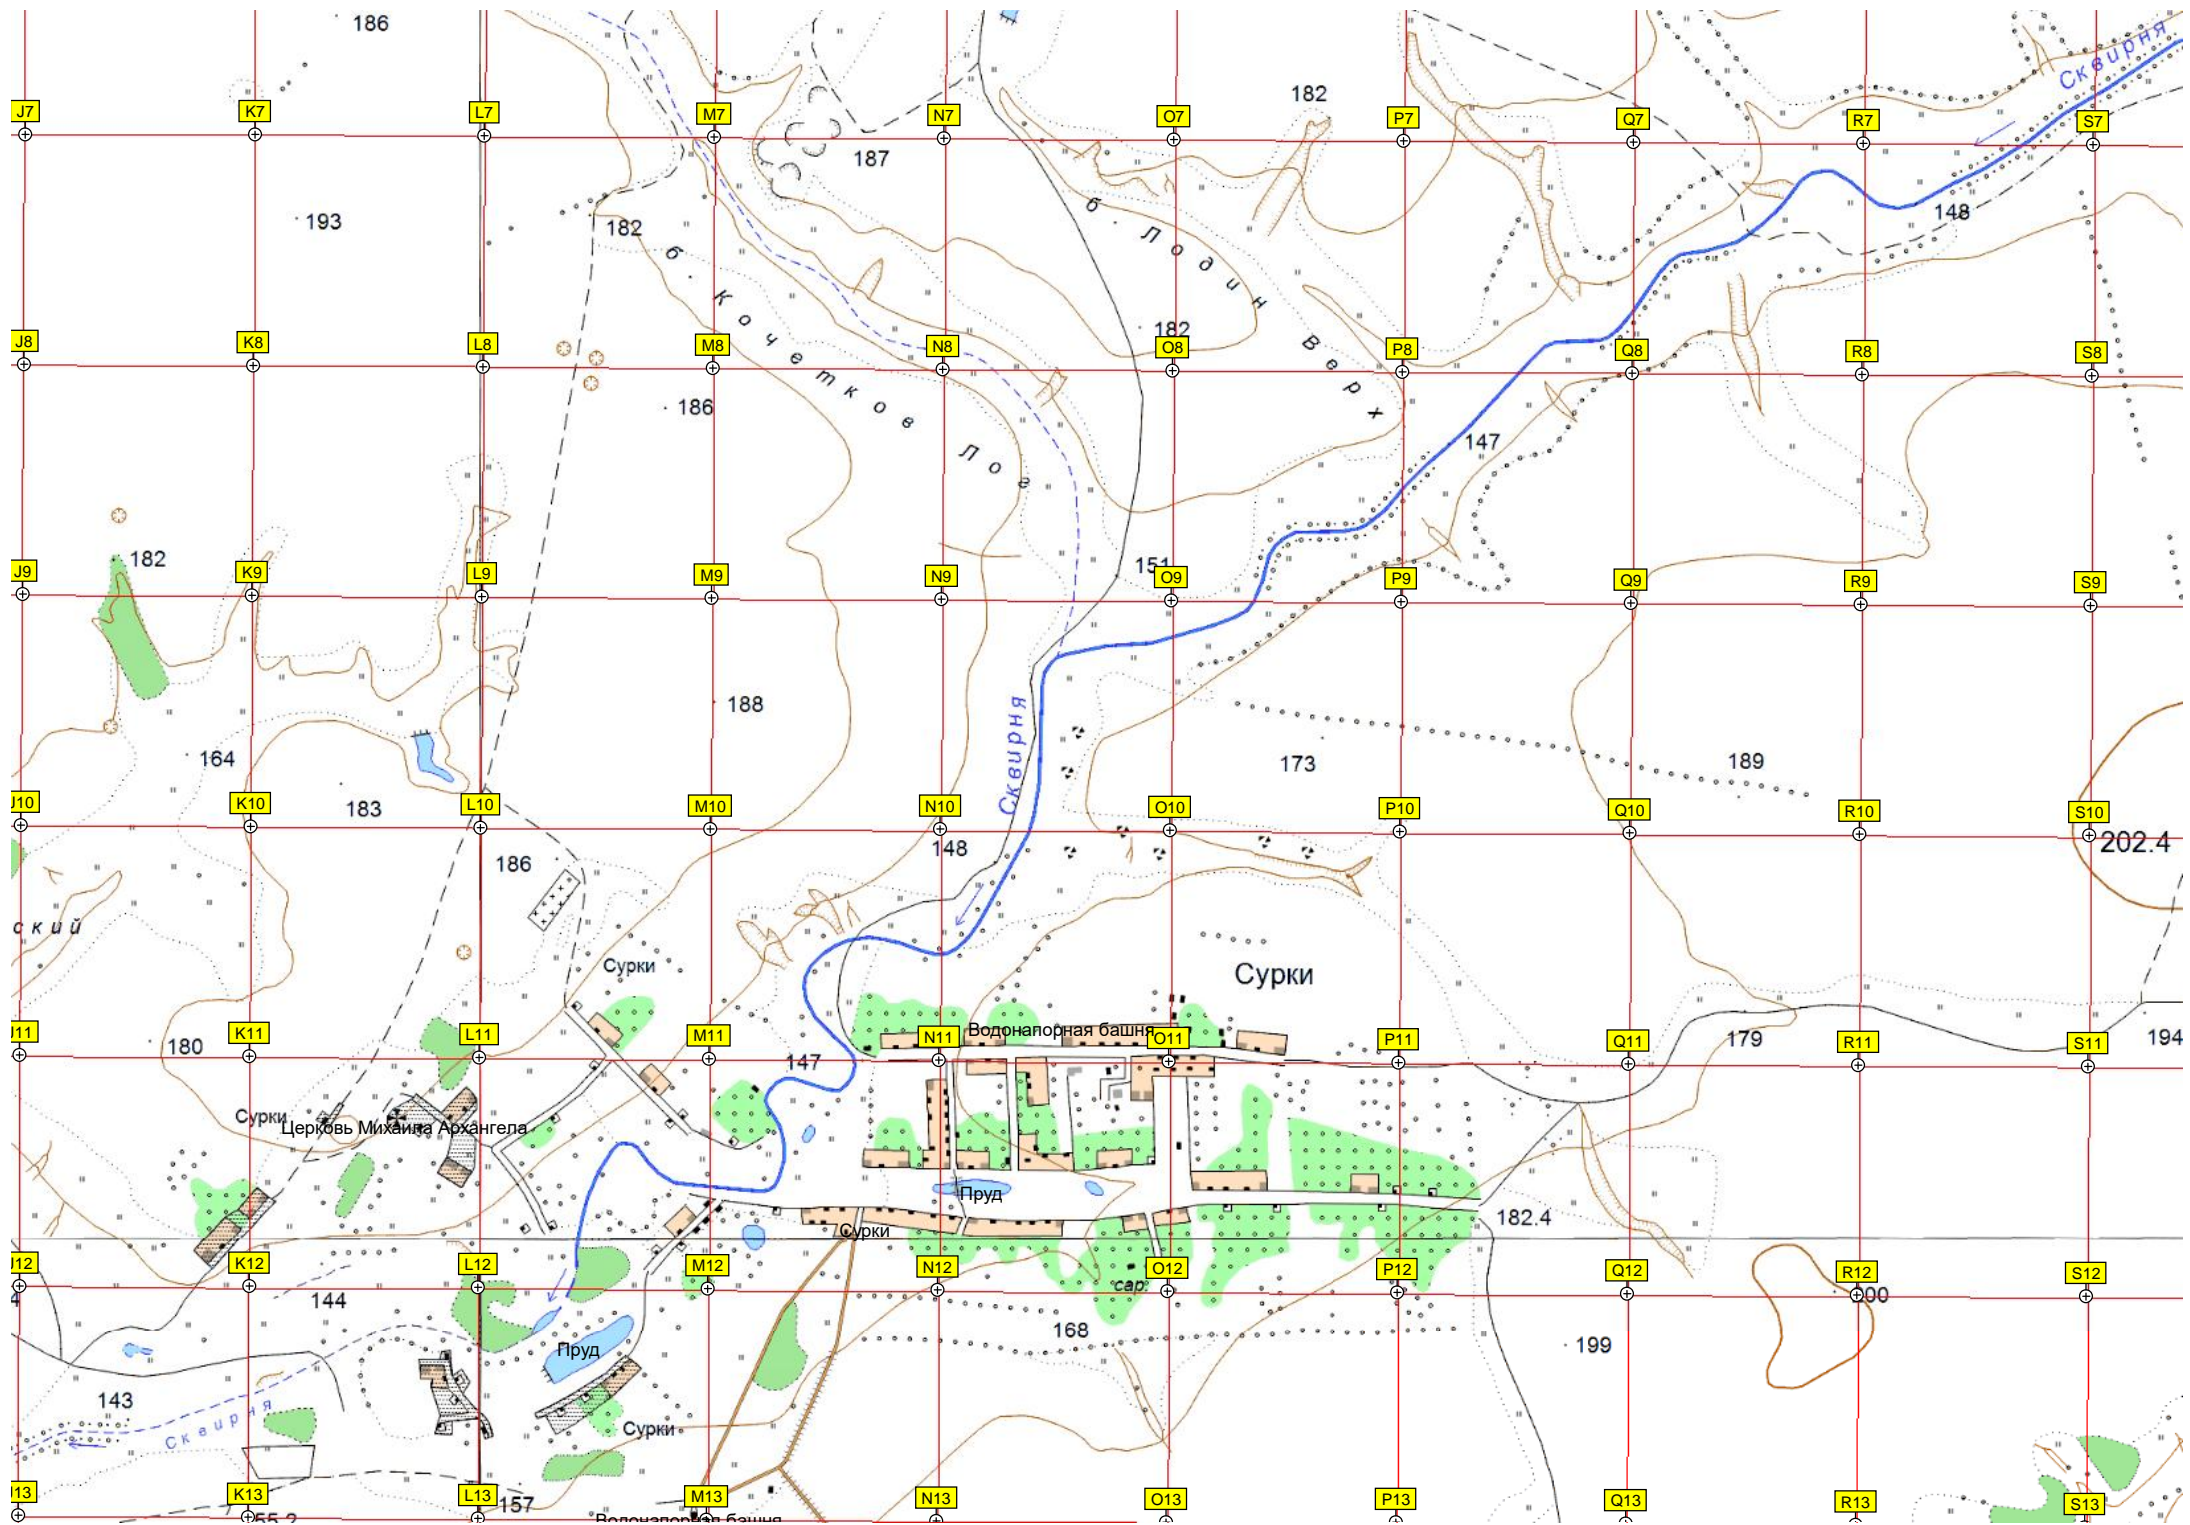 186
Сквирня
182
J7
K7
L7
M7
N7
O7
P7
Q7
R7
S7
187
193
182
148
б. Лодин Верх
б. Кочетков Лог
182
J8
K8
L8
M8
N8
O8
P8
Q8
R8
S8
186
147
182
151
J9
K9
L9
M9
N9
O9
P9
Q9
R9
S9
188
Сквирня
164
173
189
183
J10
K10
L10
M10
N10
O10
P10
Q10
R10
S10
186
148
202.4
ский
Сурки
Сурки
Водонапорная башня
J11
K11
L11
M11
N11
O11
P11
Q11
R11
S11
180
147
179
194
Сурки
Церковь Михаила Архангела
Пруд
182.4
Сурки
J12
K12
L12
M12
N12
O12
P12
Q12
R12
S12
4
144
сар.
200
168
199
Пруд
143
Сквирня
Сурки
J13
K13
L13
M13
N13
O13
P13
Q13
R13
S13
157
55.2
Водонапорная башня